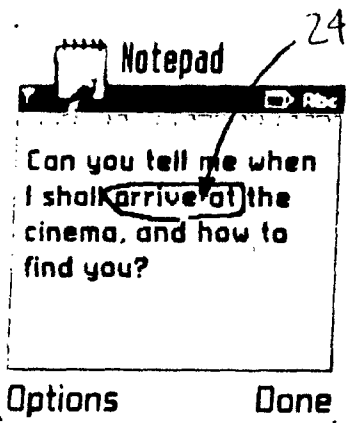 24
Notepad
Abc
Can you tell me when
I shall arrive at the
cinema, and how to
find you?
Options Done